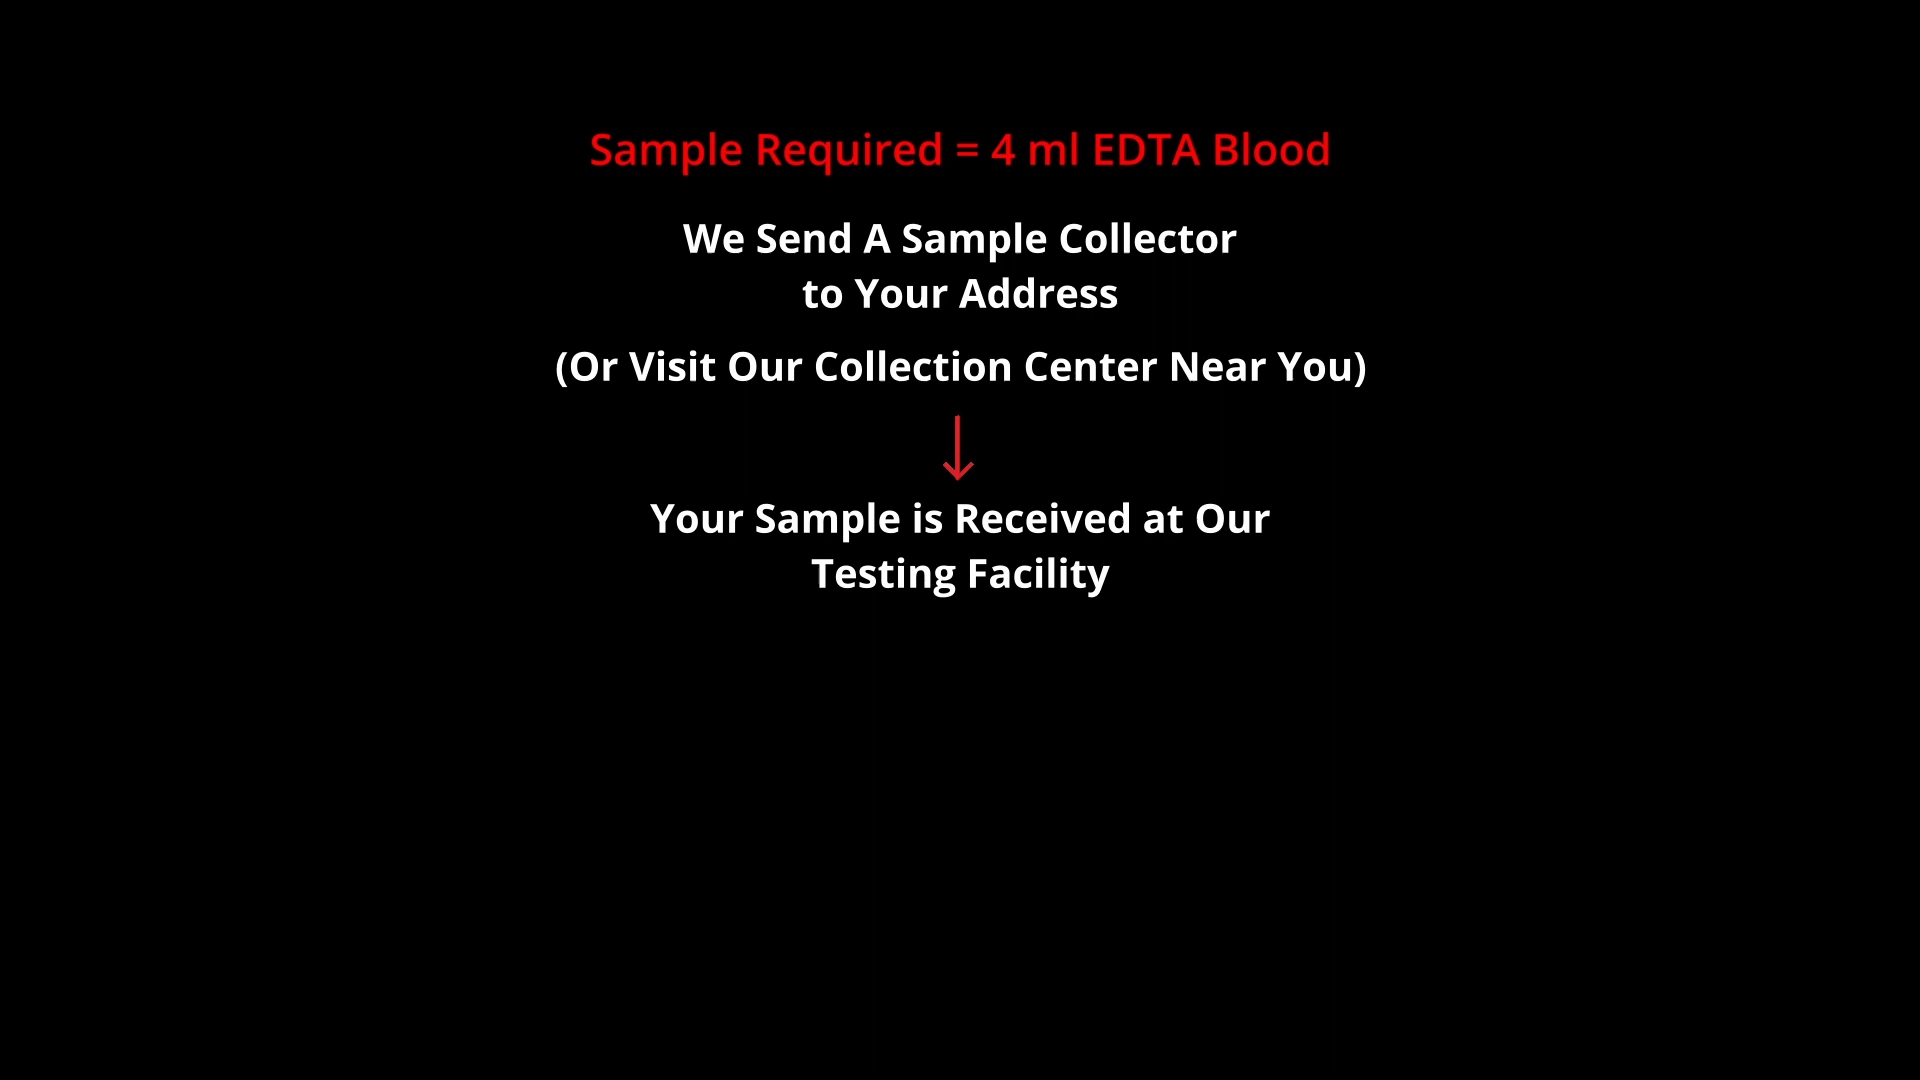 Sample Required = 4 ml EDTA Blood
We Send A Sample Collector
to Your Address
(Or Visit Our Collection Center Near You)
Your Sample is Received at Our
Testing Facility